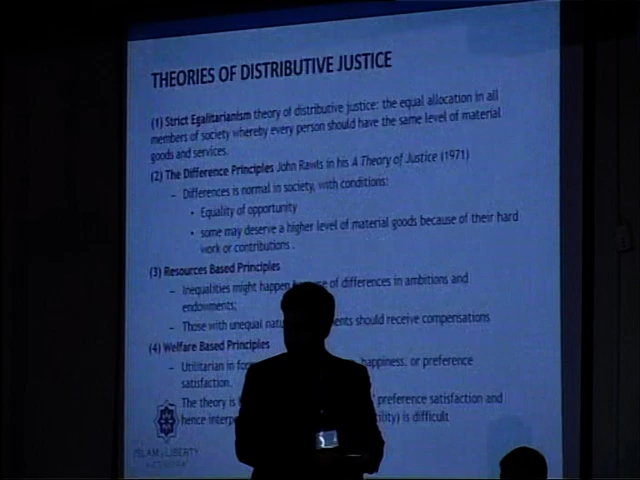 THEORIES OF DISTRIBUTIVE JUSTICE
(1) Strict Egalitarianism theory of distributive justice: the equal allocation in all
members of society whereby every person should have the same level of material
goods and services.
(2) The Difference Principles John Rawls in his A Theory of Justice (1971)
– Differences is normal in society, with conditions:
• Equality of opportunity
• some may deserve a higher level of material goods because of their hard
work or contributions .
(3) Resources Based Principles
– Inequalities might happen of differences in ambitions and
endowments;
– Those with unequal should receive compensations
(4) Welfare Based Principles
– Utilitarian in happiness, or preference
satisfaction.
The theory is preference satisfaction and
hence is difficult
ISLAM & LIBERTY